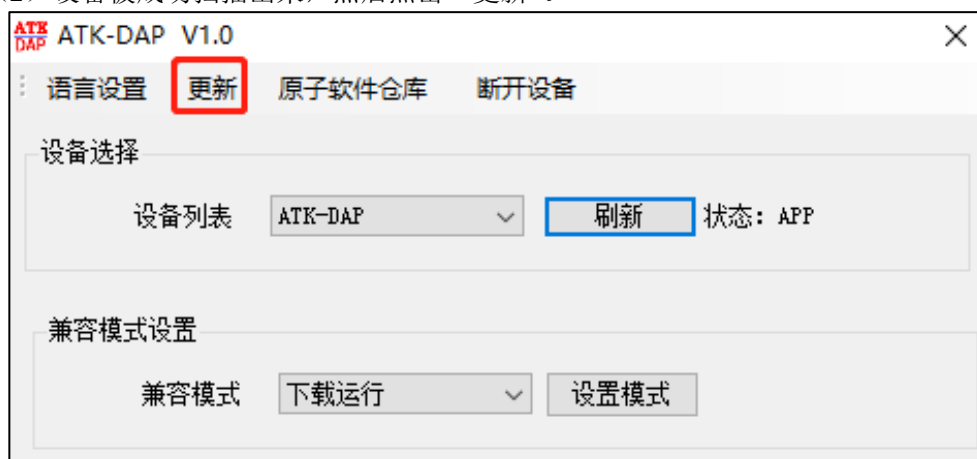 ATK DAP ATK-DAP V1.0
语言设置 更新 原子软件仓库 断开设备
设备选择
设备列表 ATK-DAP 刷新 状态: APP
兼容模式设置
兼容模式 下载运行 设置模式